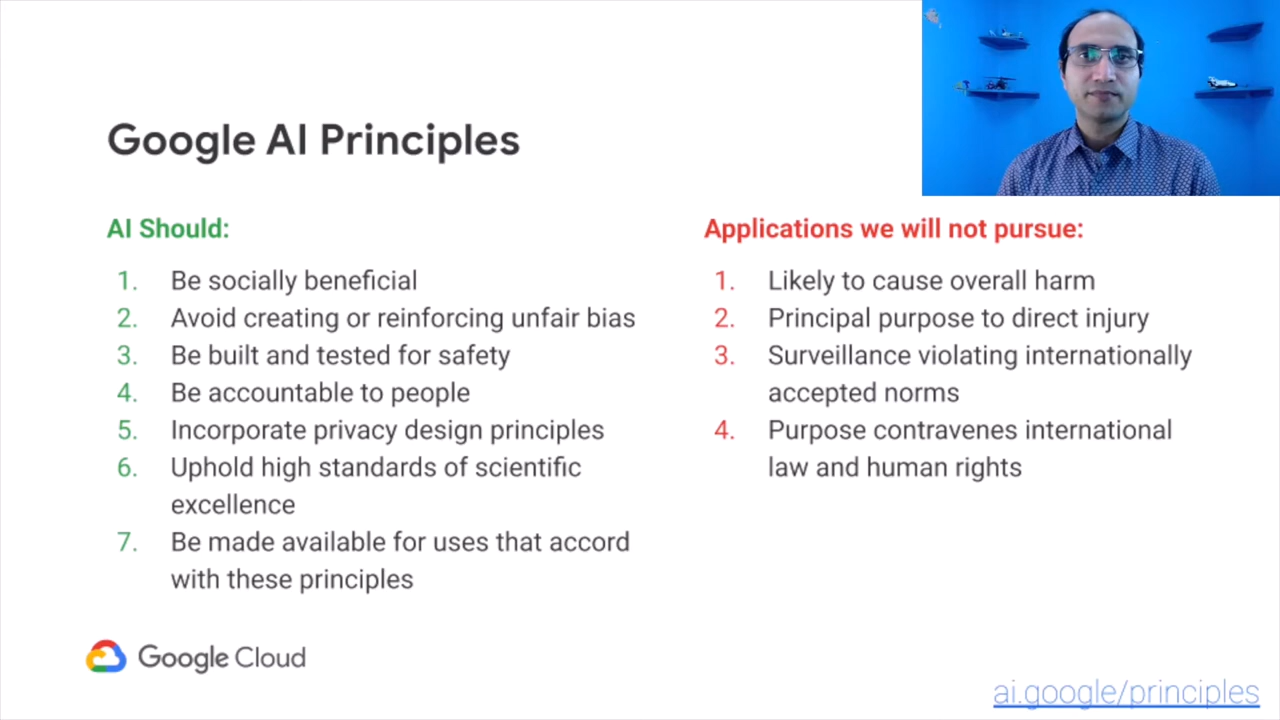 Google AI Principles
AI Should:
1. Be socially beneficial
2. Avoid creating or reinforcing unfair bias
3. Be built and tested for safety
4. Be accountable to people
5. Incorporate privacy design principles
6. Uphold high standards of scientific
excellence
7. Be made available for uses that accord
with these principles
Applications we will not pursue:
1. Likely to cause overall harm
2. Principal purpose to direct injury
3. Surveillance violating internationally
accepted norms
4. Purpose contravenes international
law and human rights
Google Cloud
ai.google/principles